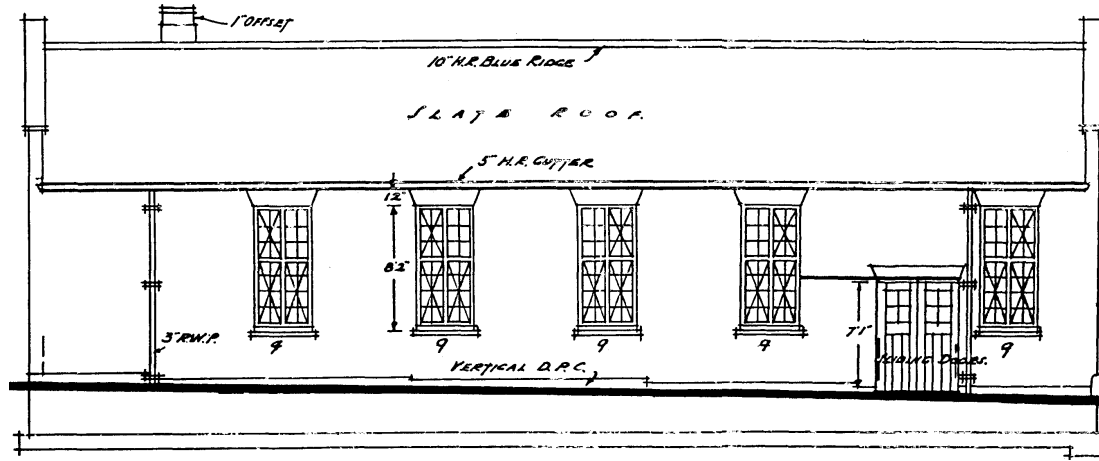 1" OFFSET
10" H.R. BLUE RIDGE
SLATE ROOF.
5" H.R. GUTTER
12"
8'2"
3" R.W.P.
9
9
9
9
9
7'1"
SLIDING DOORS.
VERTICAL D.P.C.